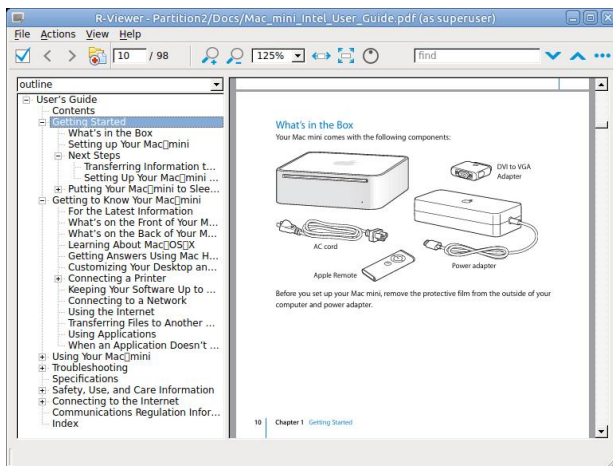 R-Viewer - Partition2/Docs/Mac_mini_Intel_User_Guide.pdf (as superuser)
File Actions View Help
10 / 98 125% find
outline
User's Guide
Contents
Getting Started
What's in the Box
Setting up Your Mac▯mini
Next Steps
Transferring Information t...
Setting Up Your Mac▯mini ...
Putting Your Mac▯mini to Slee...
Getting to Know Your Mac▯mini
For the Latest Information
What's on the Front of Your M...
What's on the Back of Your M...
Learning About Mac▯OS▯X
Getting Answers Using Mac H...
Customizing Your Desktop an...
Connecting a Printer
Keeping Your Software Up to ...
Connecting to a Network
Using the Internet
Transferring Files to Another ...
Using Applications
When an Application Doesn't ...
Using Your Mac▯mini
Troubleshooting
Specifications
Safety, Use, and Care Information
Connecting to the Internet
Communications Regulation Infor...
Index
What's in the Box
Your Mac mini comes with the following components:
DVI to VGA
Adapter
AC cord
Power adapter
Apple Remote
Before you set up your Mac mini, remove the protective film from the outside of your
computer and power adapter.
10 Chapter 1 Getting Started